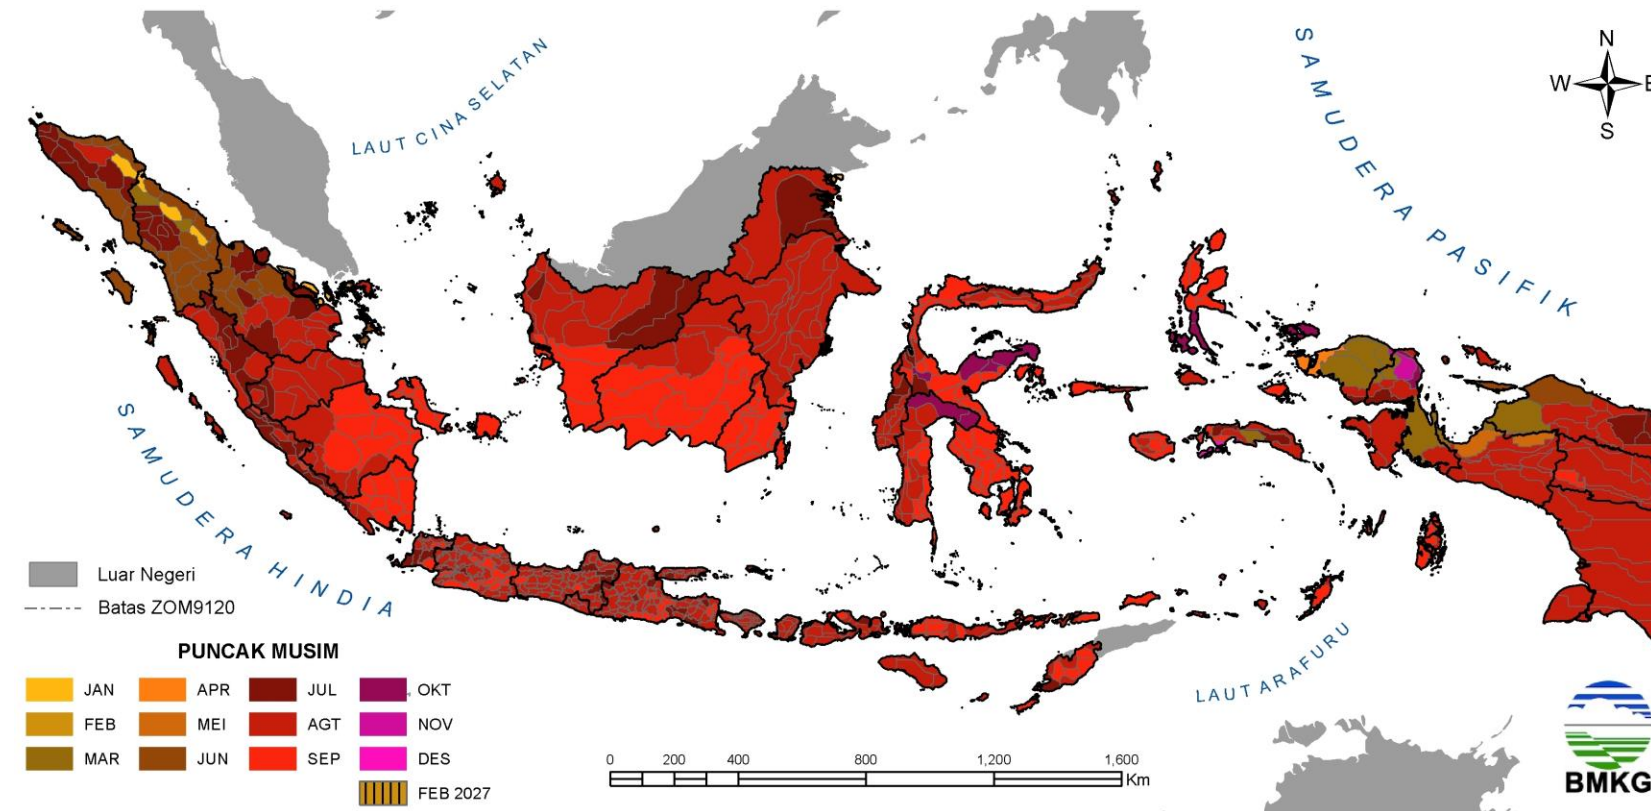 LAUT CINA SELATAN
SAMUDERA PASIFIK
N
W
E
S
SAMUDERA HINDIA
LAUT ARAFURU
Luar Negeri
Batas ZOM9120
PUNCAK MUSIM
JAN
APR
JUL
OKT
FEB
MEI
AGT
NOV
MAR
JUN
SEP
DES
FEB 2027
0 200 400 800 1,200 1,600
Km
BMKG